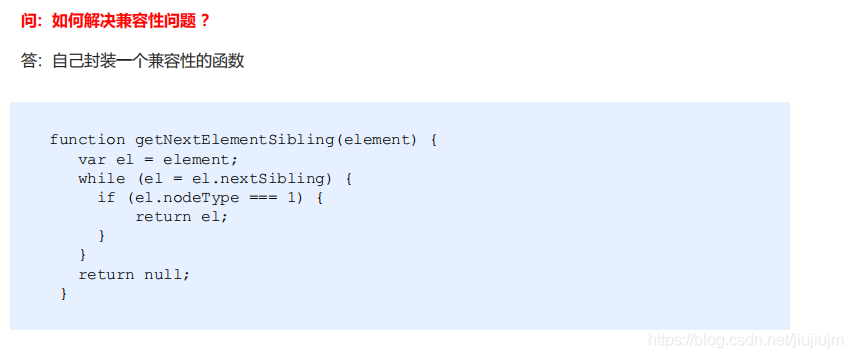 问：如何解决兼容性问题？
答：自己封装一个兼容性的函数
function getNextElementSibling(element) {
var el = element;
while (el = el.nextSibling) {
if (el.nodeType === 1) {
return el;
}
}
return null;
}
https://blog.csdn.net/jiujiujm